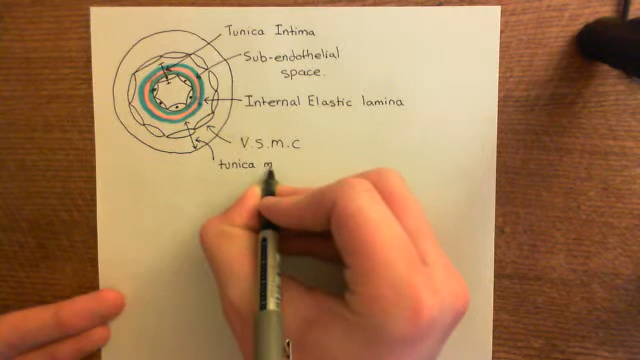 Tunica Intima
Sub-endothelial
space.
Internal Elastic lamina
V.S.M.C
tunica m